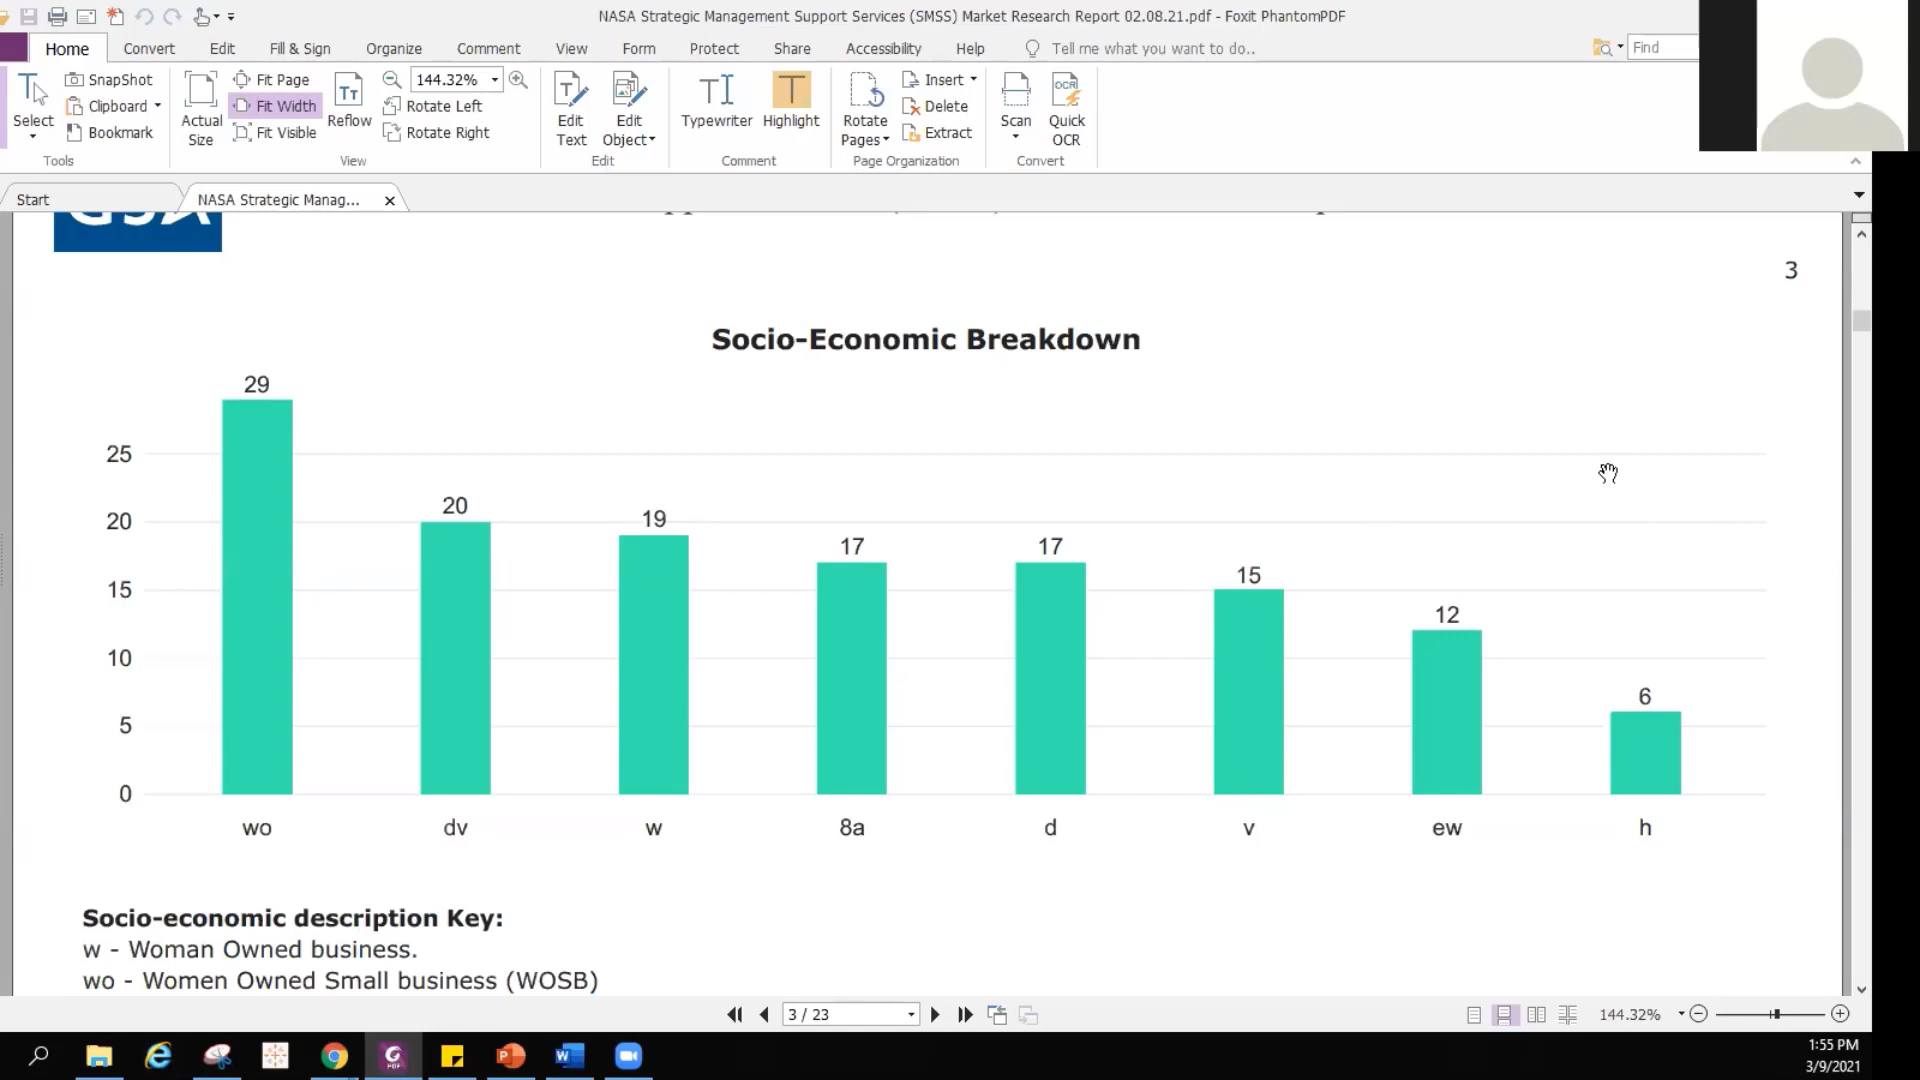 NASA Strategic Management Support Services (SMSS) Market Research Report 02.08.21.pdf - Foxit PhantomPDF
Home Convert Edit Fill & Sign Organize Comment View Form Protect Share Accessibility Help Tell me what you want to do.. Find
Select
SnapShot
Clipboard
Bookmark
Tools
Actual Size
Fit Page
Fit Width
Fit Visible
Reflow
144.32%
Rotate Left
Rotate Right
View
Edit Text
Edit Object
Edit
Typewriter
Highlight
Comment
Rotate Pages
Insert
Delete
Extract
Page Organization
Scan
OCR
Quick OCR
Convert
Start
NASA Strategic Manag...
GSA
3
Socio-Economic Breakdown
29
20
19
17
17
15
12
6
25
20
15
10
5
0
wo dv w 8a d v ew h
Socio-economic description Key:
w - Woman Owned business.
wo - Women Owned Small business (WOSB)
3 / 23
144.32%
1:55 PM
3/9/2021